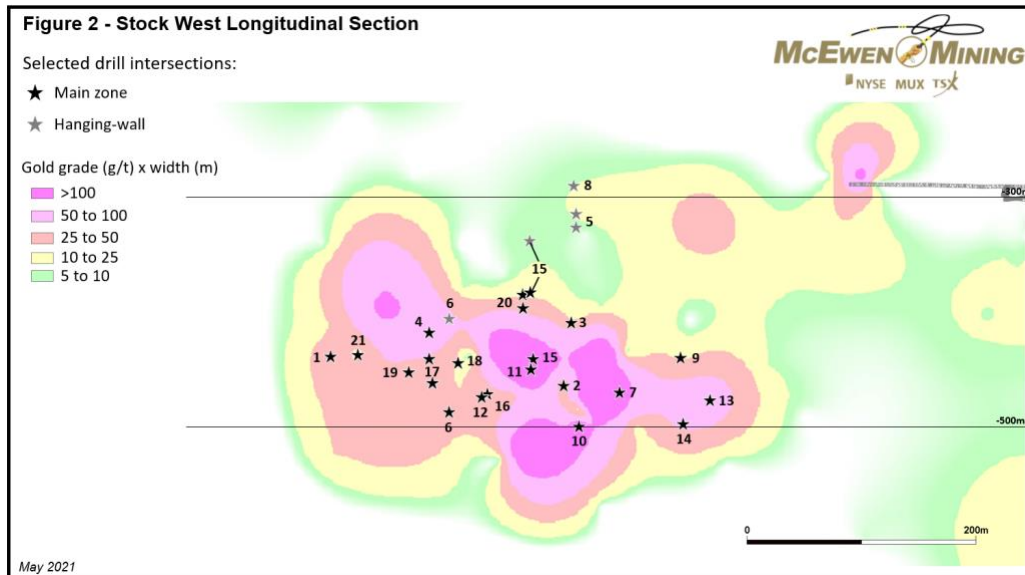 Figure 2 - Stock West Longitudinal Section
McEWEN MINING
NYSE MUX TSX
Selected drill intersections:
Main zone
Hanging-wall
Gold grade (g/t) x width (m)
>100
50 to 100
25 to 50
10 to 25
5 to 10
8
-300m
5
15
6
20
4
3
21
1
15
9
18
19
17
11
2
7
13
12
16
6
10
14
-500m
0
200m
May 2021